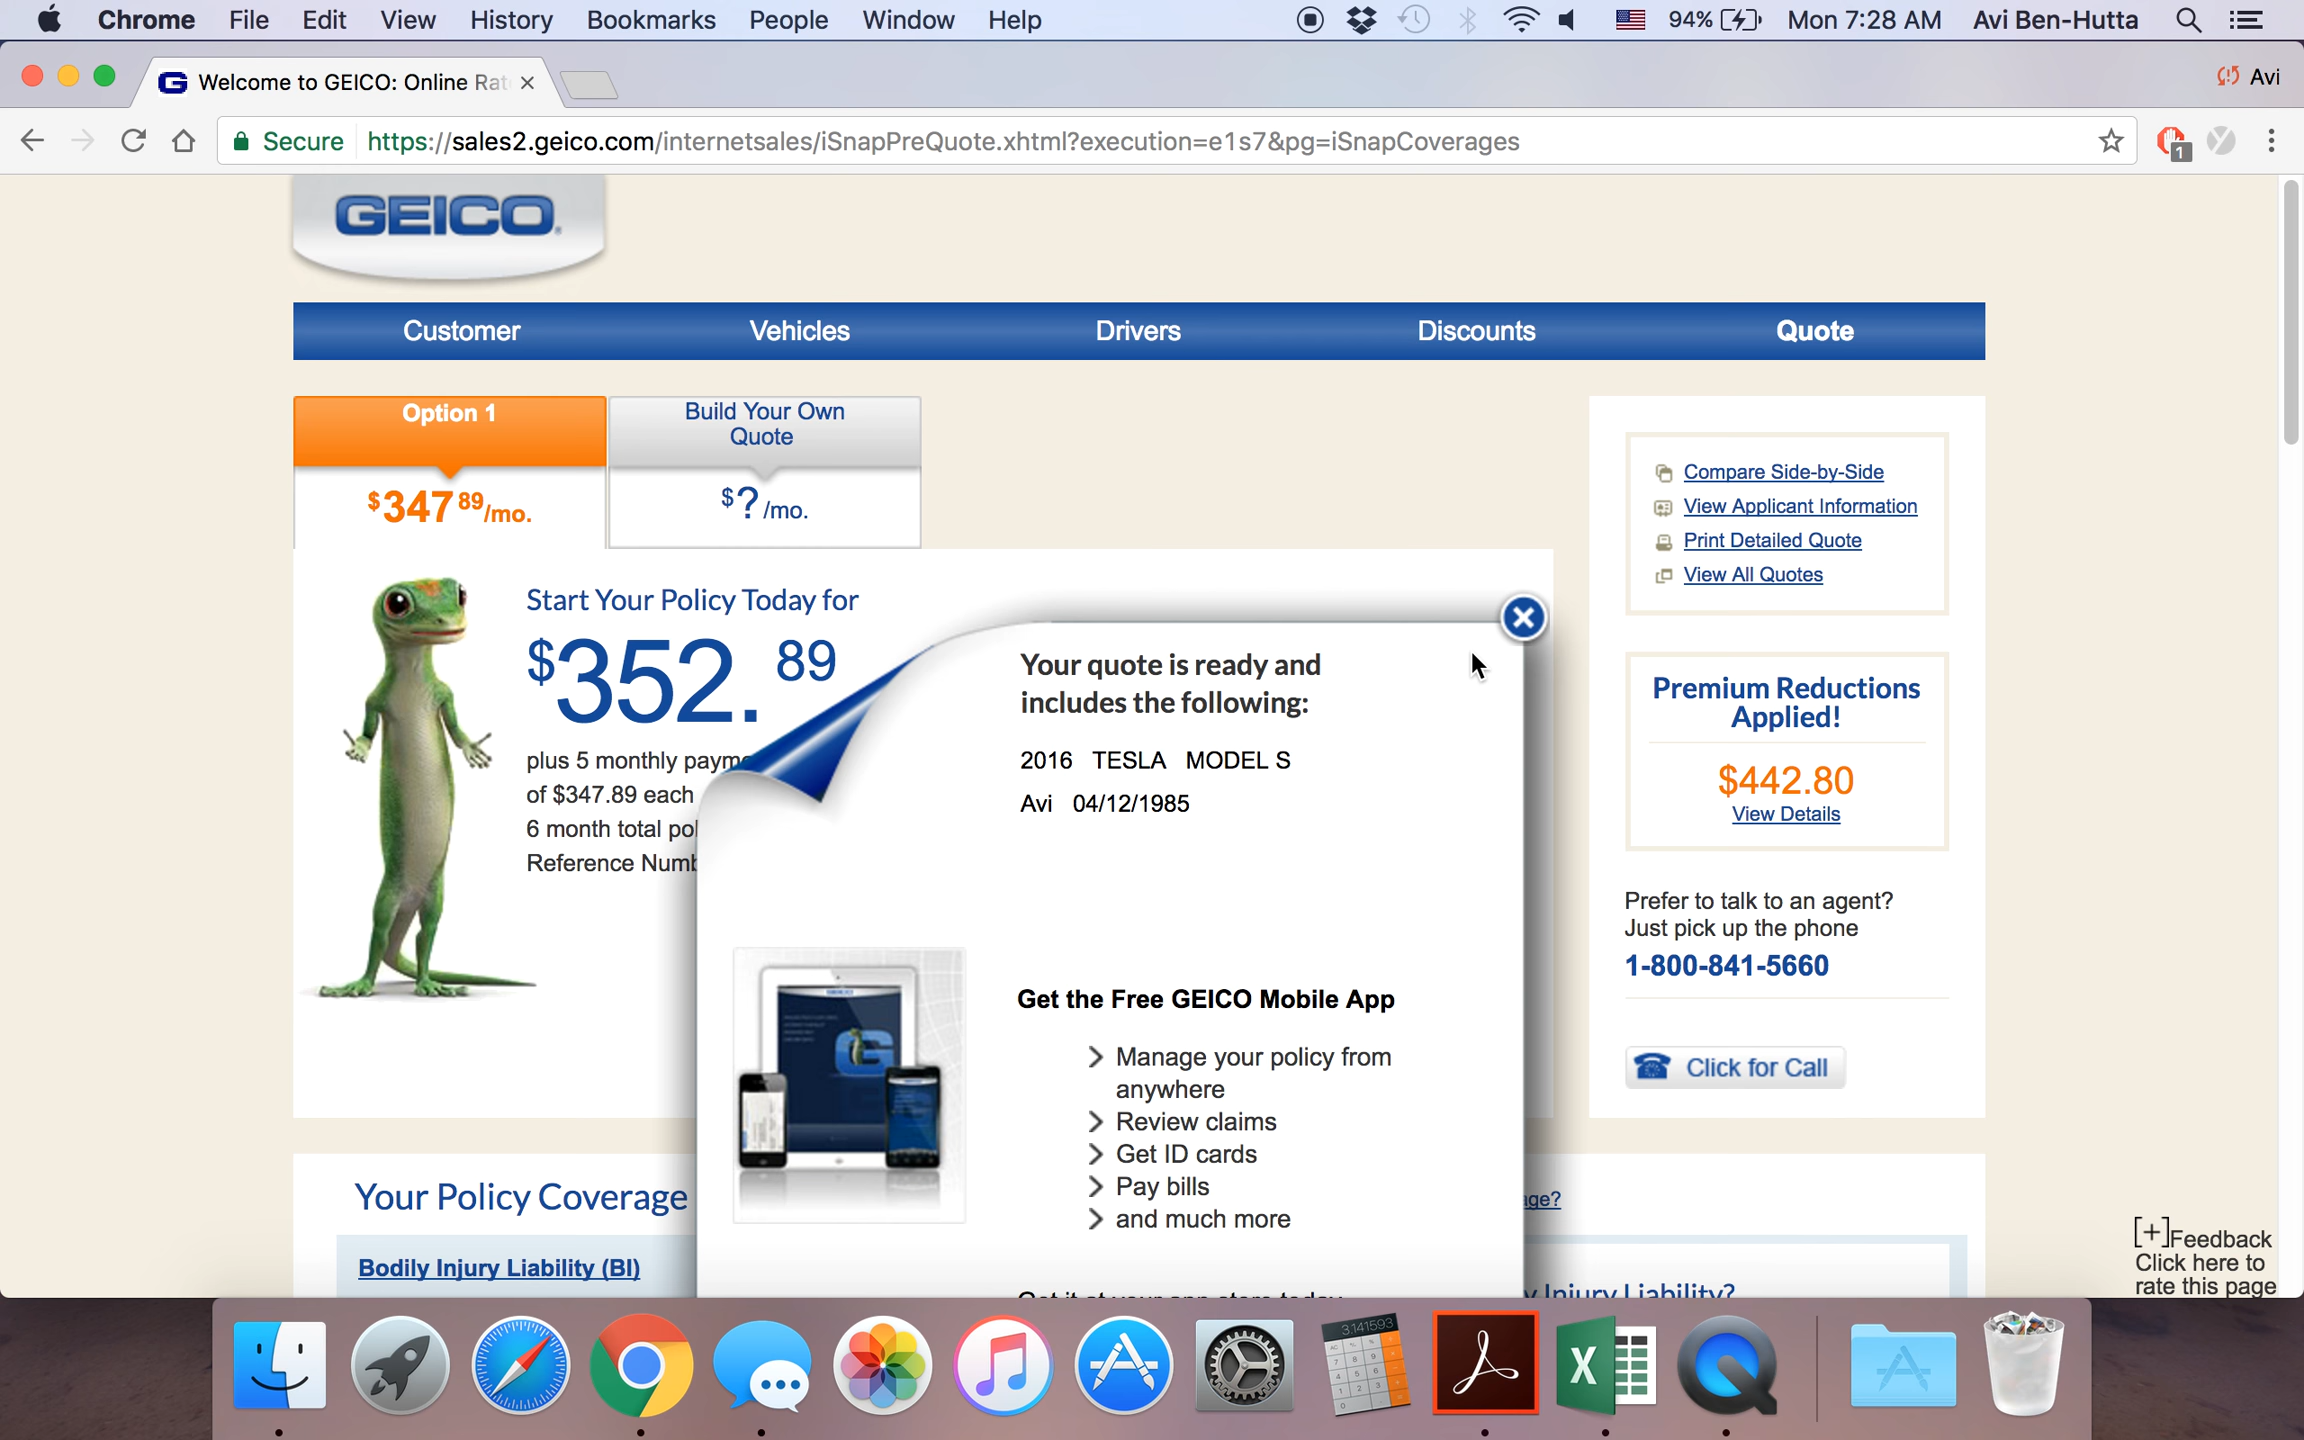 Chrome File Edit View History Bookmarks People Window Help 94% Mon 7:28 AM Avi Ben-Hutta
Welcome to GEICO: Online Rat
Avi
Secure https://sales2.geico.com/internetsales/iSnapPreQuote.xhtml?execution=e1s7&pg=iSnapCoverages
1
GEICO.
Customer Vehicles Drivers Discounts Quote
Option 1
$347 89/mo.
Build Your Own
Quote
$?/mo.
Start Your Policy Today for
$352. 89
plus 5 monthly payme
of $347.89 each
6 month total pol
Reference Numb
Your quote is ready and
includes the following:
2016 TESLA MODEL S
Avi 04/12/1985
Get the Free GEICO Mobile App
Manage your policy from
anywhere
Review claims
Get ID cards
Pay bills
and much more
Compare Side-by-Side
View Applicant Information
Print Detailed Quote
View All Quotes
Premium Reductions
Applied!
$442.80
View Details
Prefer to talk to an agent?
Just pick up the phone
1-800-841-5660
Click for Call
Your Policy Coverage
age?
Bodily Injury Liability (BI)
y Injury Liability?
[+]Feedback
Click here to
rate this page
3.141593